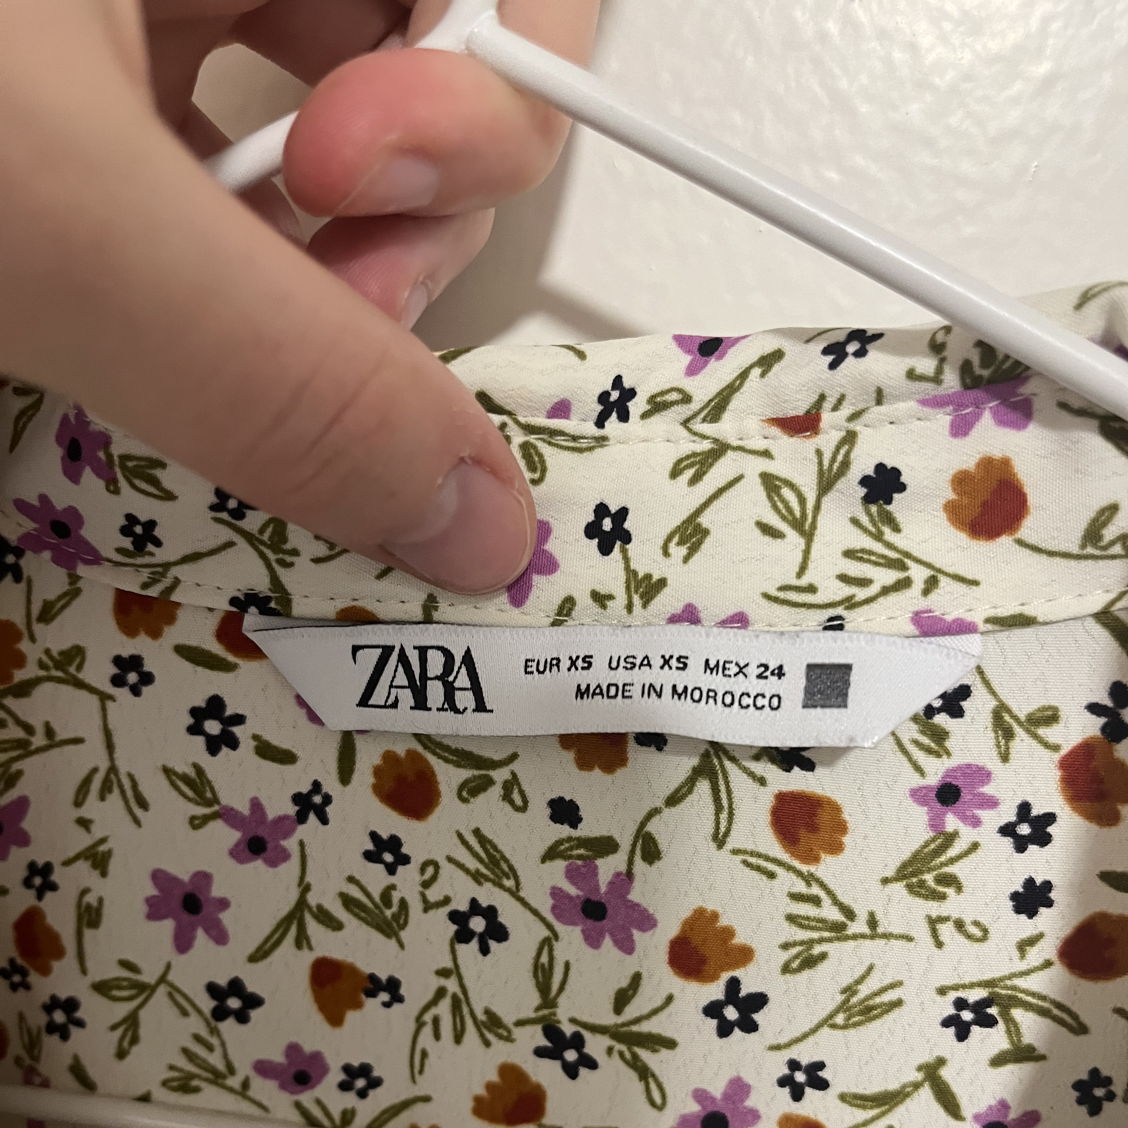 ZARA
EUR XS USA XS MEX 24
MADE IN MOROCCO